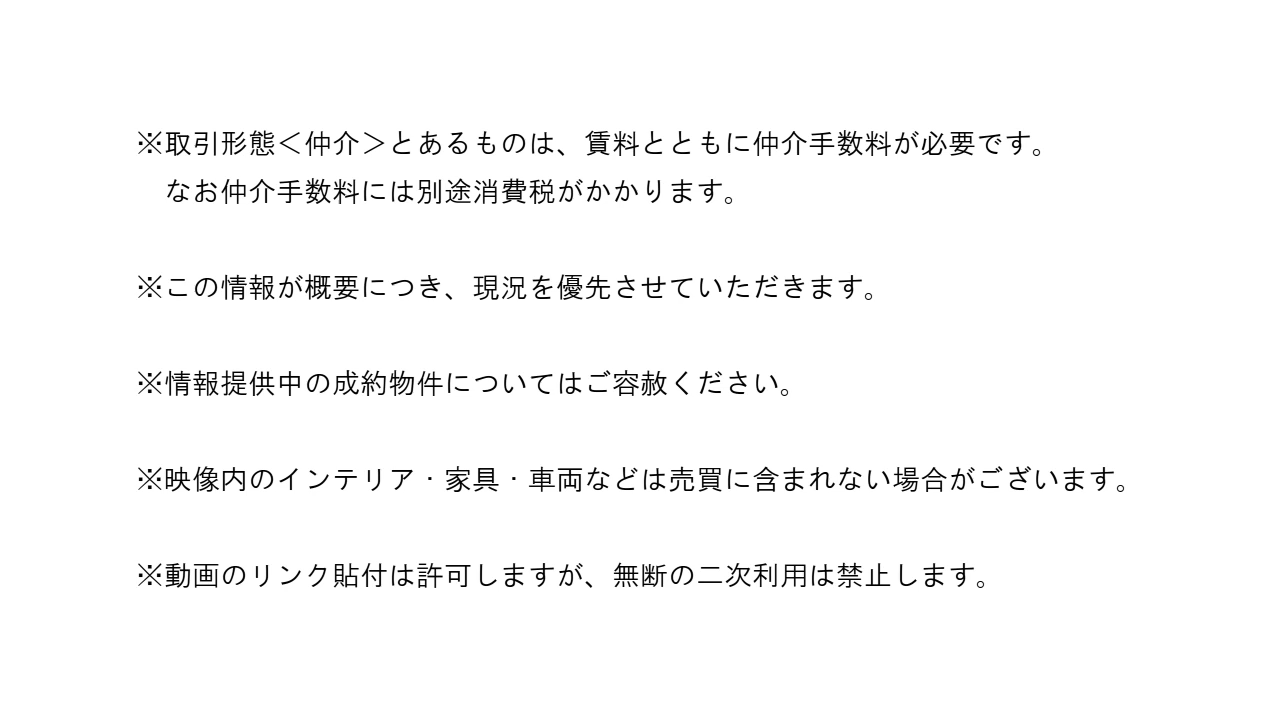 ※取引形態＜仲介＞とあるものは、賃料とともに仲介手数料が必要です。
なお仲介手数料には別途消費税がかかります。
※この情報が概要につき、現況を優先させていただきます。
※情報提供中の成約物件についてはご容赦ください。
※映像内のインテリア・家具・車両などは売買に含まれない場合がございます。
※動画のリンク貼付は許可しますが、無断の二次利用は禁止します。